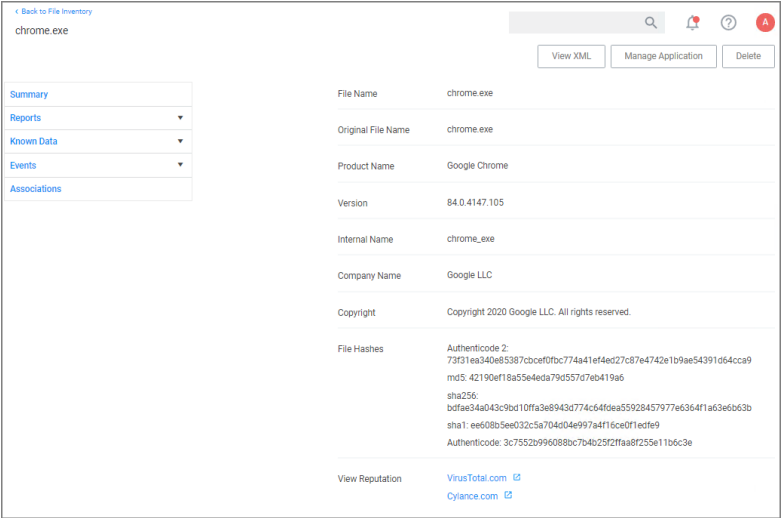 Back to File Inventory
chrome.exe
A
View XML
Manage Application
Delete
Summary
Reports
Known Data
Events
Associations
File Name
chrome.exe
Original File Name
chrome.exe
Product Name
Google Chrome
Version
84.0.4147.105
Internal Name
chrome_exe
Company Name
Google LLC
Copyright
Copyright 2020 Google LLC. All rights reserved.
File Hashes
Authenticode 2:
73f31ea340e85387cbcef0fbc774a41ef4ed27c87e4742e1b9ae54391d64cca9
md5: 42190ef18a55e4eda79d557d7eb419a6
sha256:
bdfae34a043c9bd10ffa3e8943d774c64fdea55928457977e6364f1a63e6b63b
sha1: ee608b5ee032c5a704d04e997a4f16ce0f1edfe9
Authenticode: 3c7552b996088bc7b4b25f2ffaa8f255e11b6c3e
View Reputation
VirusTotal.com
Cylance.com